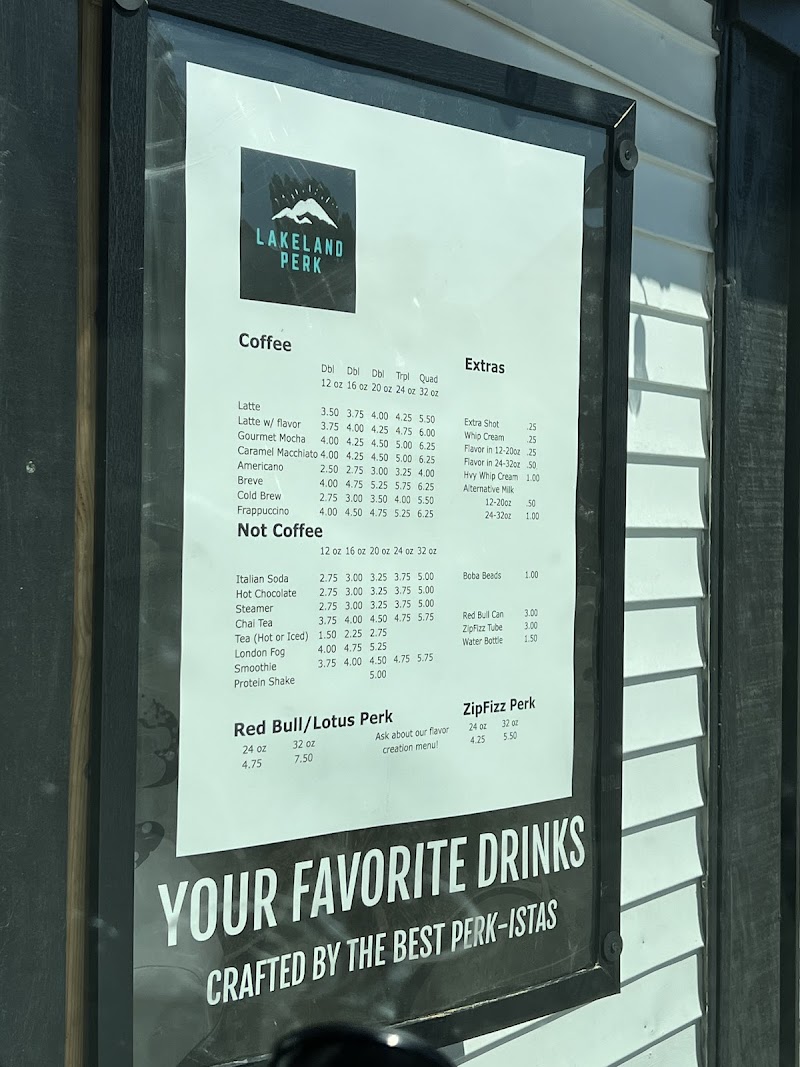 LAKELAND
PERK
Coffee
Dbl Dbl Dbl Trpl Quad
12 oz 16 oz 20 oz 24 oz 32 oz
Latte 3.50 3.75 4.00 4.25 5.50
Latte w/ flavor 3.75 4.00 4.25 4.75 6.00
Gourmet Mocha 4.00 4.25 4.50 5.00 6.25
Caramel Macchiato 4.00 4.25 4.50 5.00 6.25
Americano 2.50 2.75 3.00 3.25 4.00
Breve 4.00 4.75 5.25 5.75 6.25
Cold Brew 2.75 3.00 3.50 4.00 5.50
Frappuccino 4.00 4.50 4.75 5.25 6.25
Extras
Extra Shot .25
Whip Cream .25
Flavor in 12-20oz .25
Flavor in 24-32oz .50
Hvy Whip Cream 1.00
Alternative Milk
12-20oz .50
24-32oz 1.00
Not Coffee
12 oz 16 oz 20 oz 24 oz 32 oz
Italian Soda 2.75 3.00 3.25 3.75 5.00
Hot Chocolate 2.75 3.00 3.25 3.75 5.00
Steamer 2.75 3.00 3.25 3.75 5.00
Chai Tea 3.75 4.00 4.50 4.75 5.75
Tea (Hot or Iced) 1.50 2.25 2.75
London Fog 4.00 4.75 5.25
Smoothie 3.75 4.00 4.50 4.75 5.75
Protein Shake 5.00
Boba Beads 1.00
Red Bull Can 3.00
ZipFizz Tube 3.00
Water Bottle 1.50
Red Bull/Lotus Perk
24 oz 32 oz
4.75 7.50
Ask about our flavor
creation menu!
ZipFizz Perk
24 oz 32 oz
4.25 5.50
YOUR FAVORITE DRINKS
CRAFTED BY THE BEST PERK-ISTAS